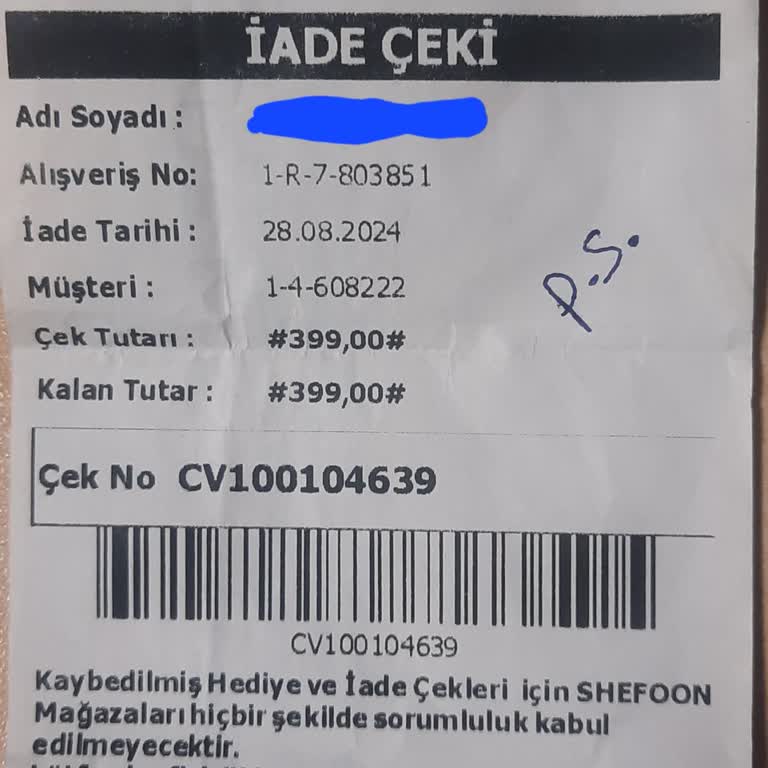 İADE ÇEKİ
Adı Soyadı :
Alışveriş No: 1-R-7-803851
İade Tarihi : 28.08.2024
P.S.
Müşteri : 1-4-608222
Çek Tutarı : #399,00#
Kalan Tutar : #399,00#
Çek No CV100104639
CV100104639
Kaybedilmiş Hediye ve İade Çekleri için SHEFOON
Mağazaları hiçbir şekilde sorumluluk kabul
edilmeyecektir.